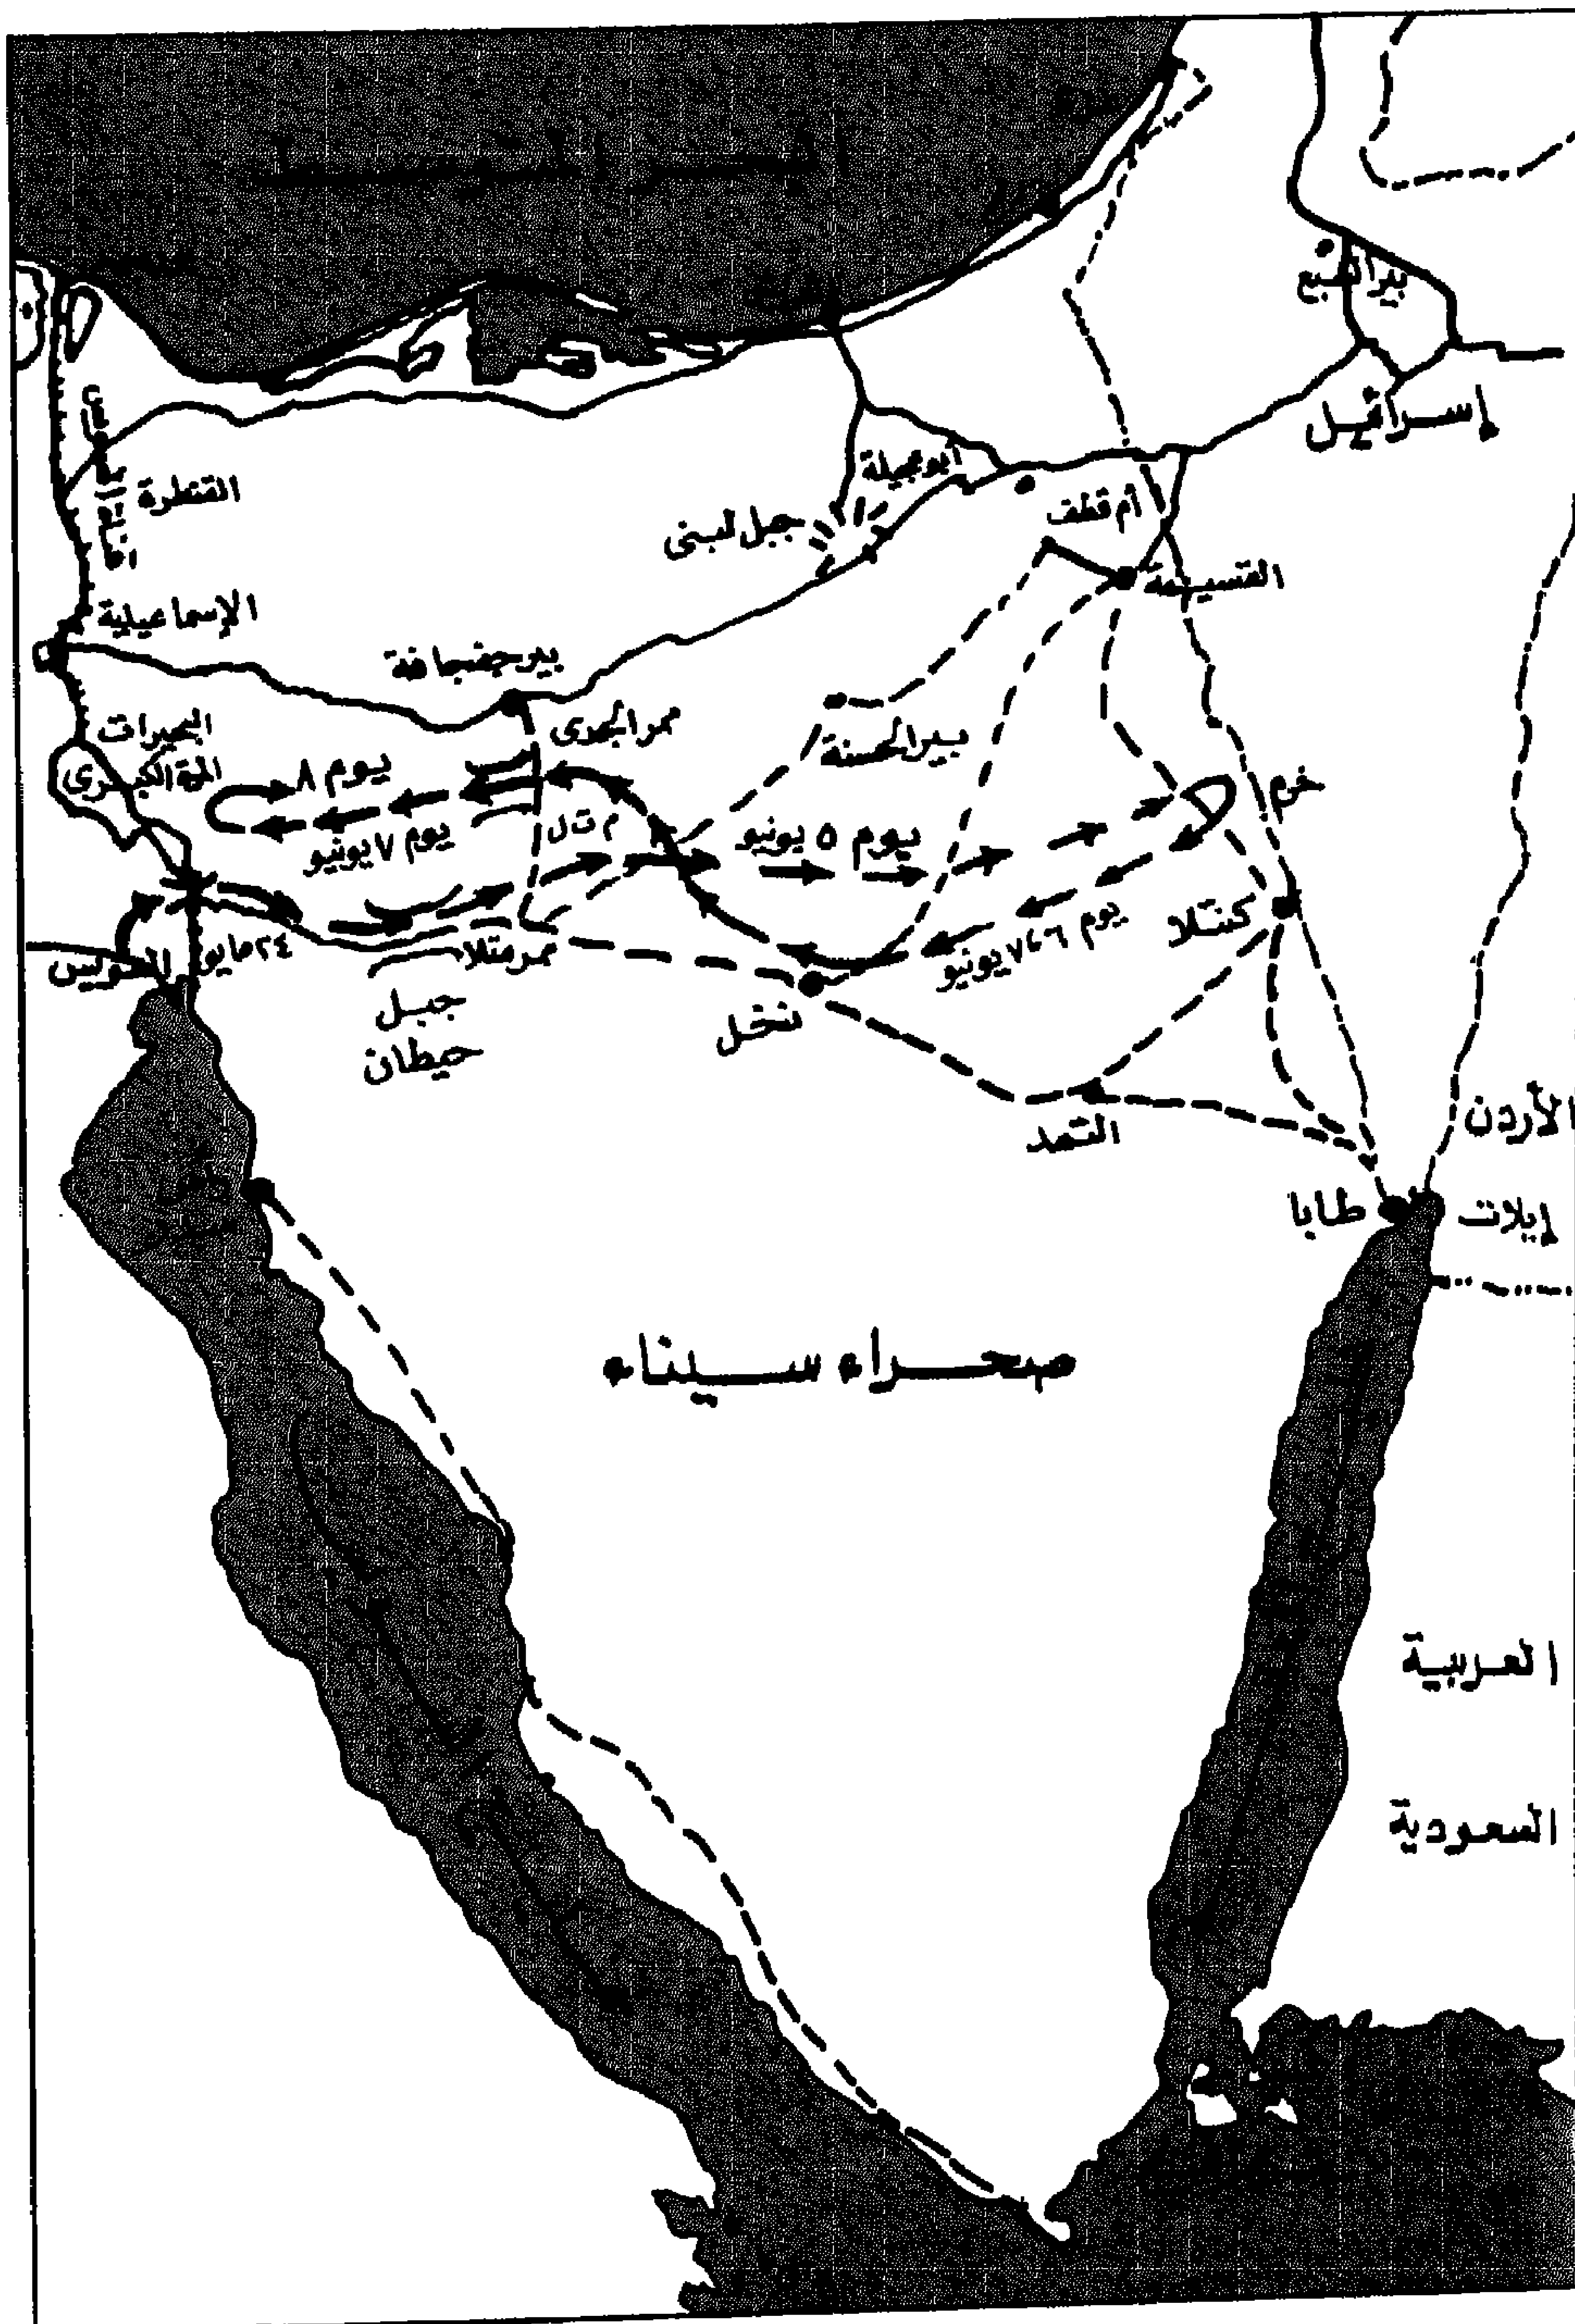 بير السبع
إسرائيل
أبو عجيلة
القنطرة
أم قطف
جبل لبنى
القسيمة
الإسماعيلية
بير جفجافة
ممر الجدى
البحيرات
المرة الكبرى
بير الحسنة
يوم ٨
خرم
م ت ل
يوم ٥ يونيو
يوم ٧ يونيو
كنتلا
يوم ٦-٧ يونيو
السويس
٢٤ مايو
ممر متلا
جبل
حيطان
نخل
الأردن
الثمد
طابا
إيلات
صحراء سيناء
العربية
السعودية